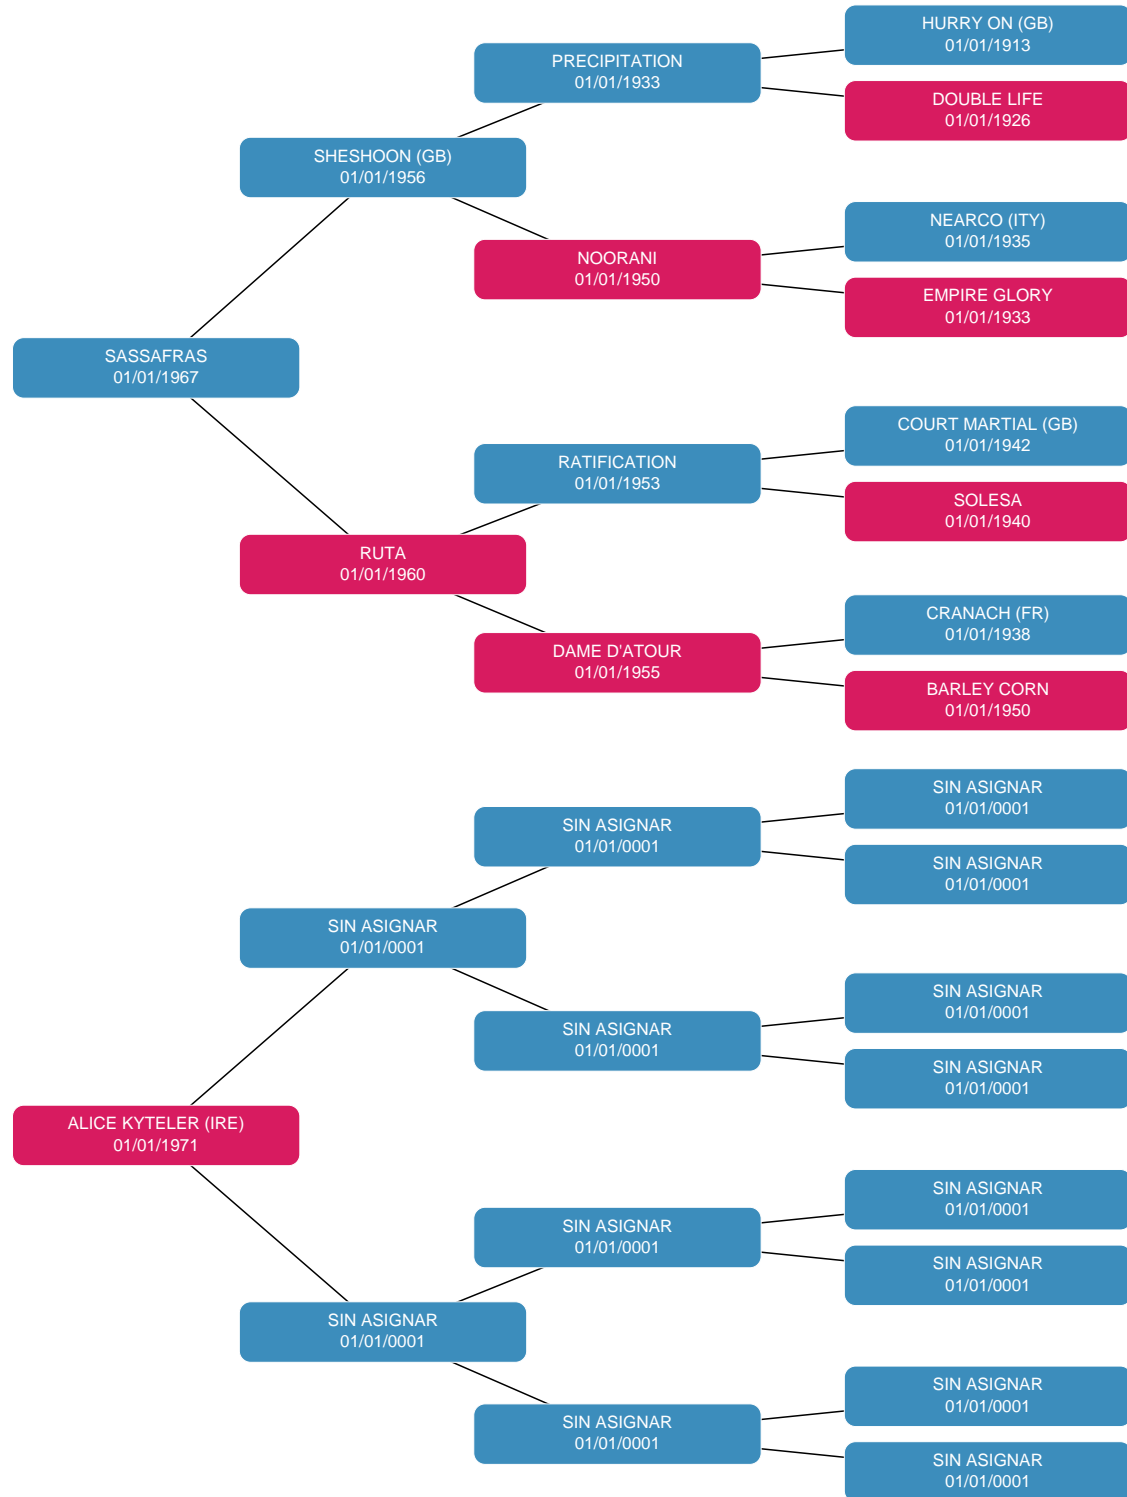 HURRY ON (GB)
01/01/1913
PRECIPITATION
01/01/1933
DOUBLE LIFE
01/01/1926
SHESHOON (GB)
01/01/1956
NEARCO (ITY)
01/01/1935
NOORANI
01/01/1950
EMPIRE GLORY
01/01/1933
SASSAFRAS
01/01/1967
COURT MARTIAL (GB)
01/01/1942
RATIFICATION
01/01/1953
SOLESA
01/01/1940
RUTA
01/01/1960
CRANACH (FR)
01/01/1938
DAME D'ATOUR
01/01/1955
BARLEY CORN
01/01/1950
SIN ASIGNAR
01/01/0001
SIN ASIGNAR
01/01/0001
SIN ASIGNAR
01/01/0001
SIN ASIGNAR
01/01/0001
SIN ASIGNAR
01/01/0001
SIN ASIGNAR
01/01/0001
SIN ASIGNAR
01/01/0001
ALICE KYTELER (IRE)
01/01/1971
SIN ASIGNAR
01/01/0001
SIN ASIGNAR
01/01/0001
SIN ASIGNAR
01/01/0001
SIN ASIGNAR
01/01/0001
SIN ASIGNAR
01/01/0001
SIN ASIGNAR
01/01/0001
SIN ASIGNAR
01/01/0001